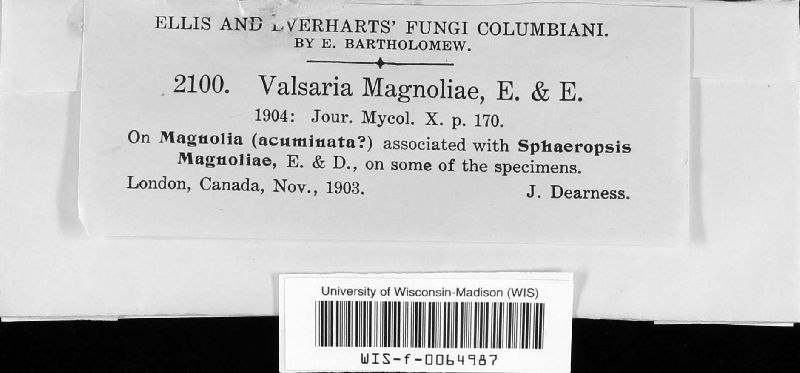 ELLIS AND EVERHARTS' FUNGI COLUMBIANI.
BY E. BARTHOLOMEW.
2100. Valsaria Magnoliae, E. & E.
1904: Jour. Mycol. X. p. 170.
On Magnolia (acuminata?) associated with Sphaeropsis
Magnoliae, E. & D., on some of the specimens.
London, Canada, Nov., 1903. J. Dearness.
University of Wisconsin-Madison (WIS)
WIS-f-0064987